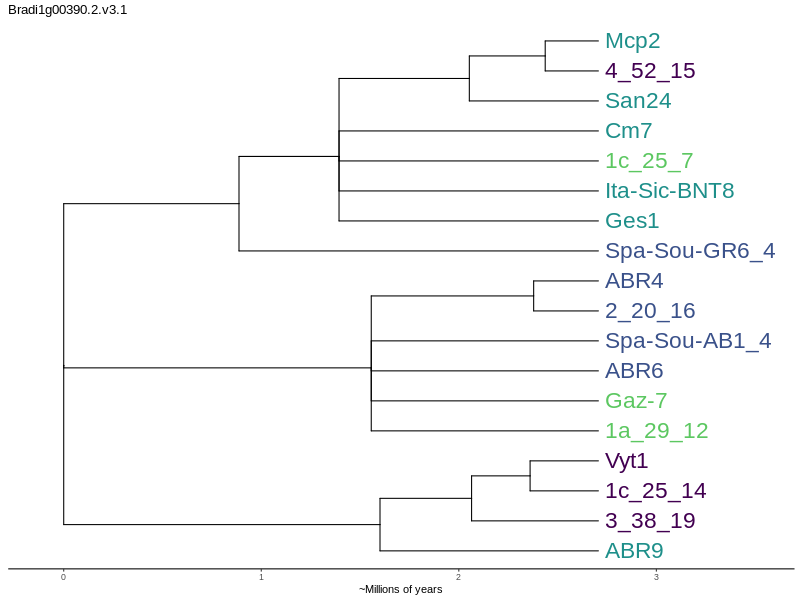 Bradi1g00390.2.v3.1
Mcp2
4_52_15
San24
Cm7
1c_25_7
Ita-Sic-BNT8
Ges1
Spa-Sou-GR6_4
ABR4
2_20_16
Spa-Sou-AB1_4
ABR6
Gaz-7
1a_29_12
Vyt1
1c_25_14
3_38_19
ABR9
0 1 2 3
~Millions of years